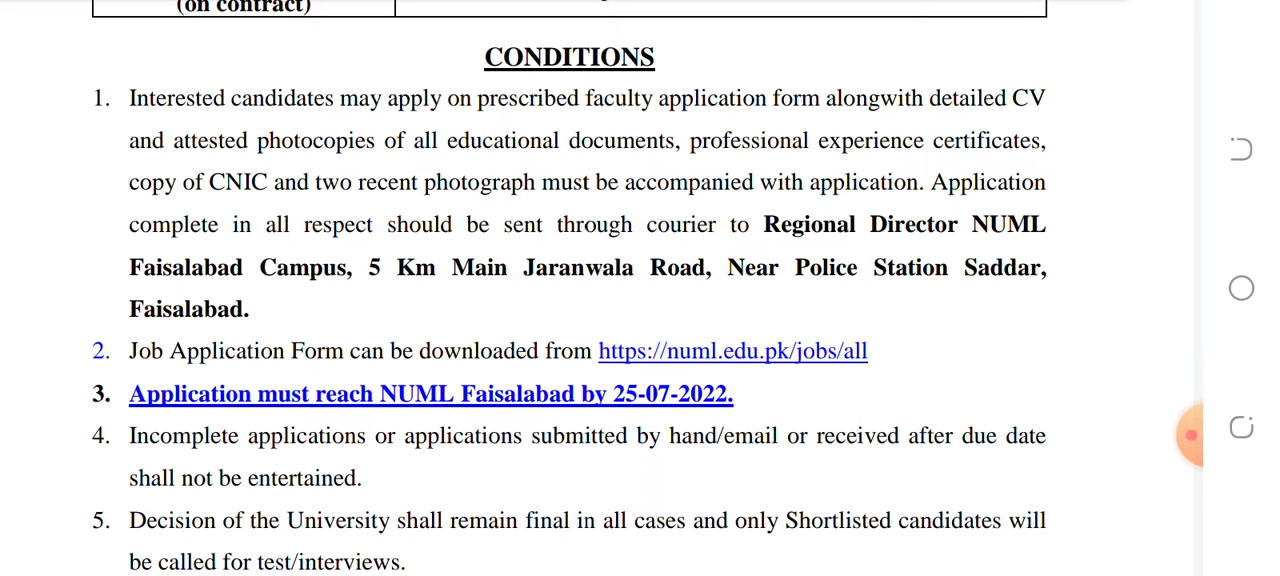 (on contract)
CONDITIONS
1. Interested candidates may apply on prescribed faculty application form alongwith detailed CV
and attested photocopies of all educational documents, professional experience certificates,
copy of CNIC and two recent photograph must be accompanied with application. Application
complete in all respect should be sent through courier to Regional Director NUML
Faisalabad Campus, 5 Km Main Jaranwala Road, Near Police Station Saddar,
Faisalabad.
2. Job Application Form can be downloaded from https://numl.edu.pk/jobs/all
3. Application must reach NUML Faisalabad by 25-07-2022.
4. Incomplete applications or applications submitted by hand/email or received after due date
shall not be entertained.
5. Decision of the University shall remain final in all cases and only Shortlisted candidates will
be called for test/interviews.